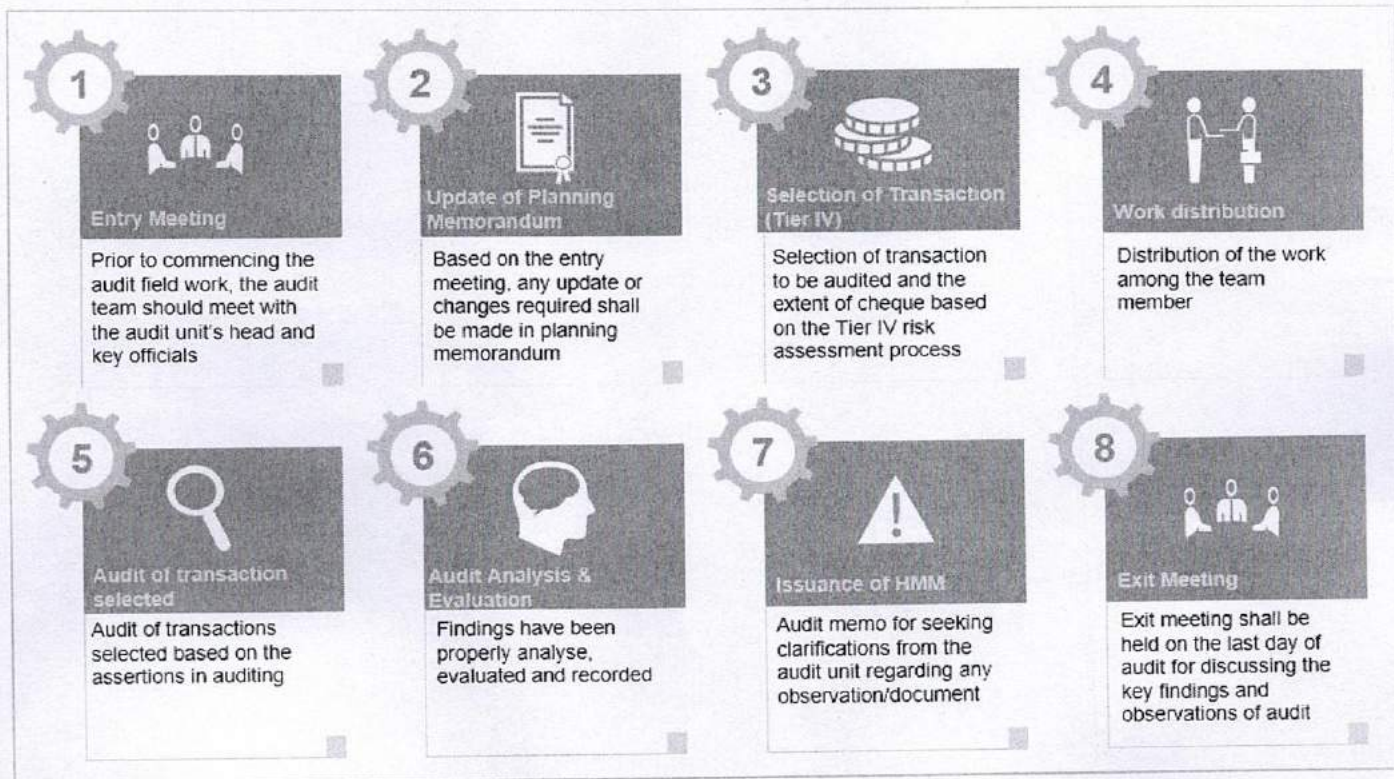 1
Entry Meeting
Prior to commencing the
audit field work, the audit
team should meet with
the audit unit's head and
key officials
2
Update of Planning
Memorandum
Based on the entry
meeting, any update or
changes required shall
be made in planning
memorandum
3
Selection of Transaction
(Tier IV)
Selection of transaction
to be audited and the
extent of cheque based
on the Tier IV risk
assessment process
4
Work distribution
Distribution of the work
among the team
member
5
Audit of transaction
selected
Audit of transactions
selected based on the
assertions in auditing
6
Audit Analysis &
Evaluation
Findings have been
properly analyse,
evaluated and recorded
7
Issuance of HMM
Audit memo for seeking
clarifications from the
audit unit regarding any
observation/document
8
Exit Meeting
Exit meeting shall be
held on the last day of
audit for discussing the
key findings and
observations of audit